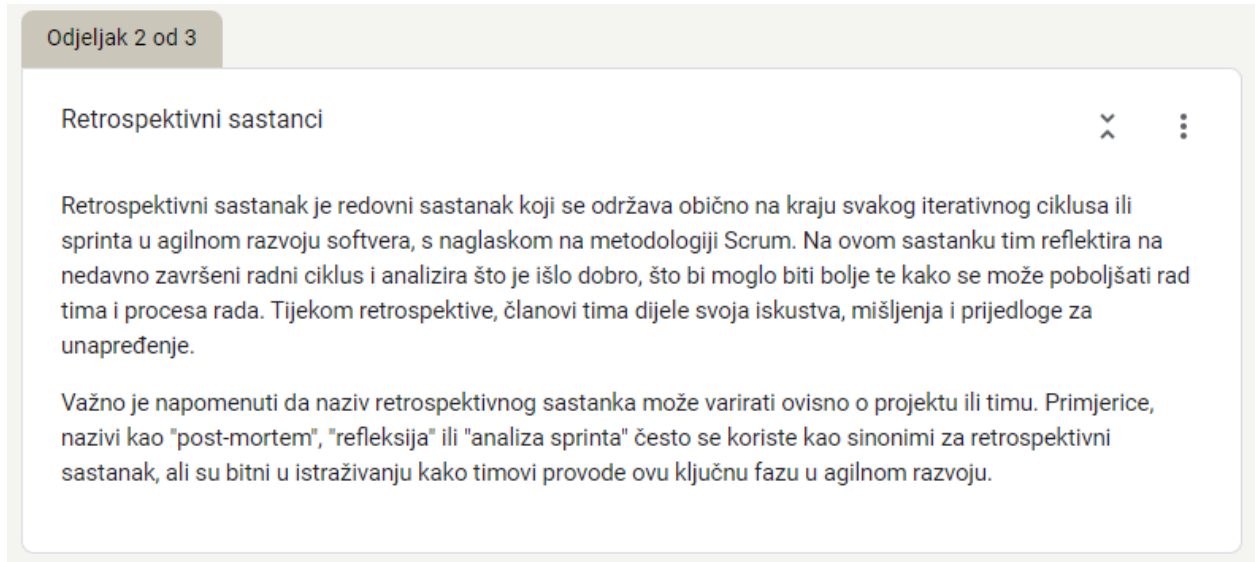 Odjeljak 2 od 3
Retrospektivni sastanci
Retrospektivni sastanak je redovni sastanak koji se održava obično na kraju svakog iterativnog ciklusa ili
sprinta u agilnom razvoju softvera, s naglaskom na metodologiji Scrum. Na ovom sastanku tim reflektira na
nedavno završeni radni ciklus i analizira što je išlo dobro, što bi moglo biti bolje te kako se može poboljšati rad
tima i procesa rada. Tijekom retrospektive, članovi tima dijele svoja iskustva, mišljenja i prijedloge za
unapređenje.
Važno je napomenuti da naziv retrospektivnog sastanka može varirati ovisno o projektu ili timu. Primjerice,
nazivi kao "post-mortem", "refleksija" ili "analiza sprinta" često se koriste kao sinonimi za retrospektivni
sastanak, ali su bitni u istraživanju kako timovi provode ovu ključnu fazu u agilnom razvoju.